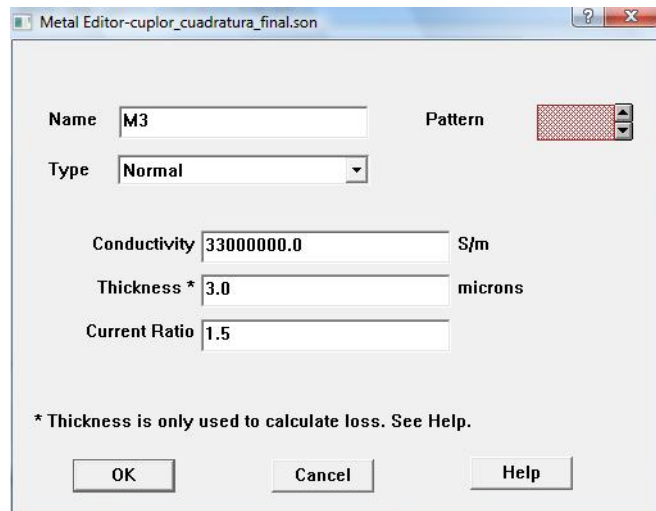 Metal Editor-cuplor_cuadratura_final.son
Name M3 Pattern
Type Normal
Conductivity 33000000.0 S/m
Thickness * 3.0 microns
Current Ratio 1.5
* Thickness is only used to calculate loss. See Help.
OK Cancel Help